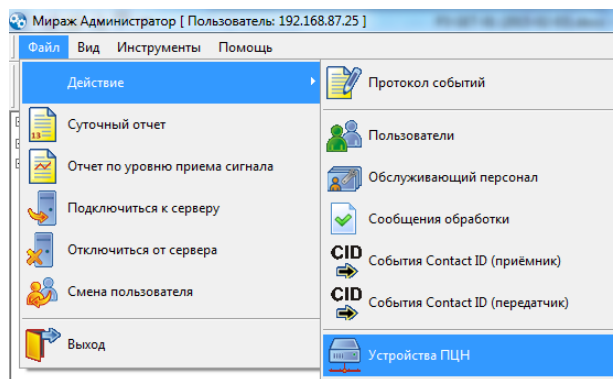 Мираж Администратор [ Пользователь: 192.168.87.25 ]
Файл Вид Инструменты Помощь
Действие
Суточный отчет
Отчет по уровню приема сигнала
Подключиться к серверу
Отключиться от сервера
Смена пользователя
Выход
Протокол событий
Пользователи
Обслуживающий персонал
Сообщения обработки
CID События Contact ID (приёмник)
CID События Contact ID (передатчик)
Устройства ПЦН